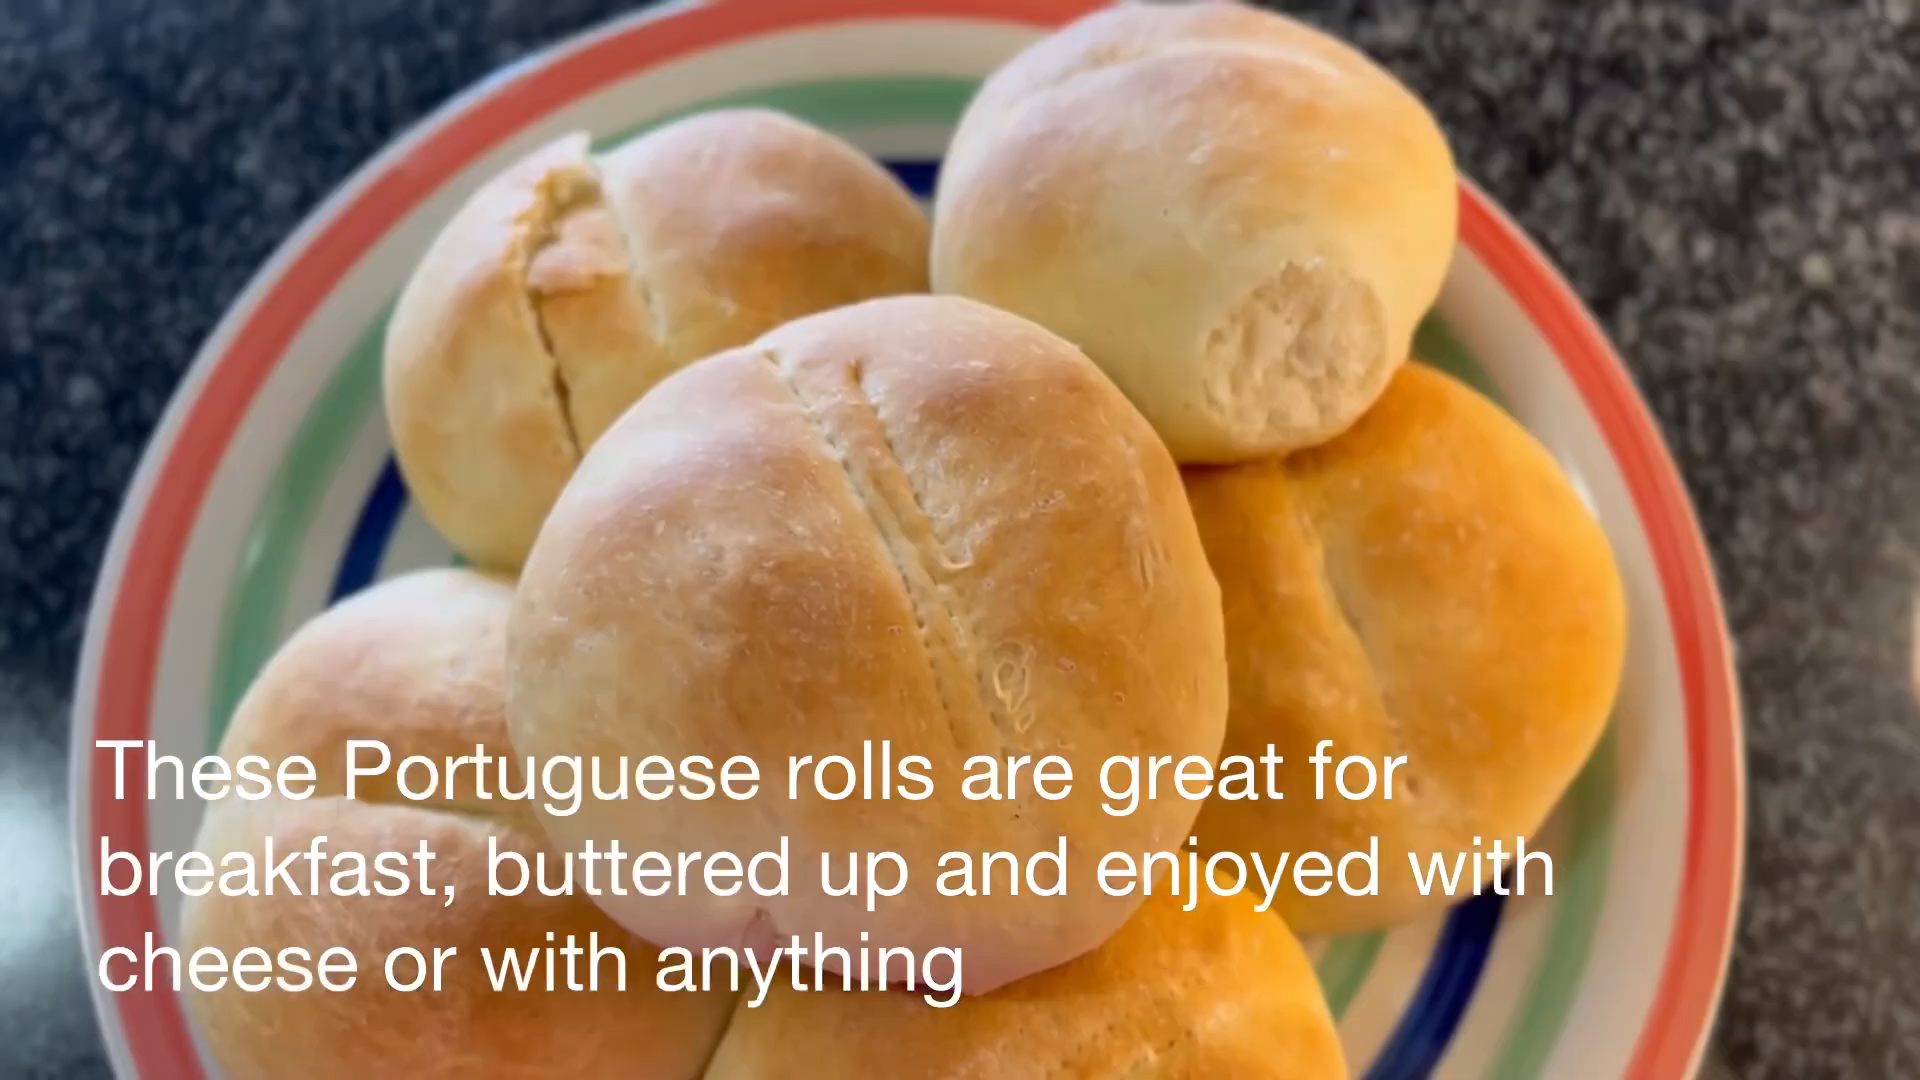 These Portuguese rolls are great for
breakfast, buttered up and enjoyed with
cheese or with anything